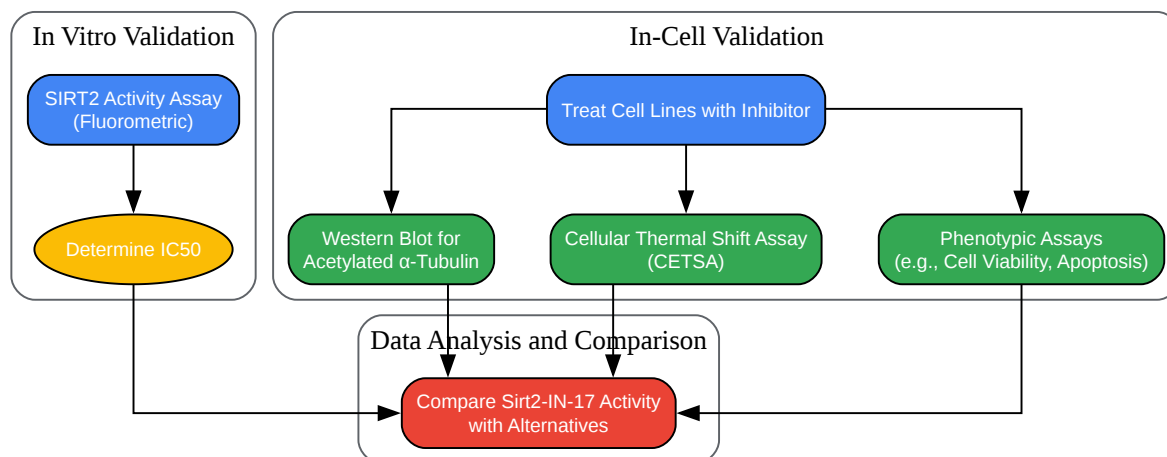 In Vitro Validation
In-Cell Validation
SIRT2 Activity Assay
(Fluorometric)
Treat Cell Lines with Inhibitor
Determine IC50
Western Blot for
Acetylated α-Tubulin
Cellular Thermal Shift Assay
(CETSA)
Phenotypic Assays
(e.g., Cell Viability, Apoptosis)
Data Analysis and Comparison
Compare Sirt2-IN-17 Activity
with Alternatives